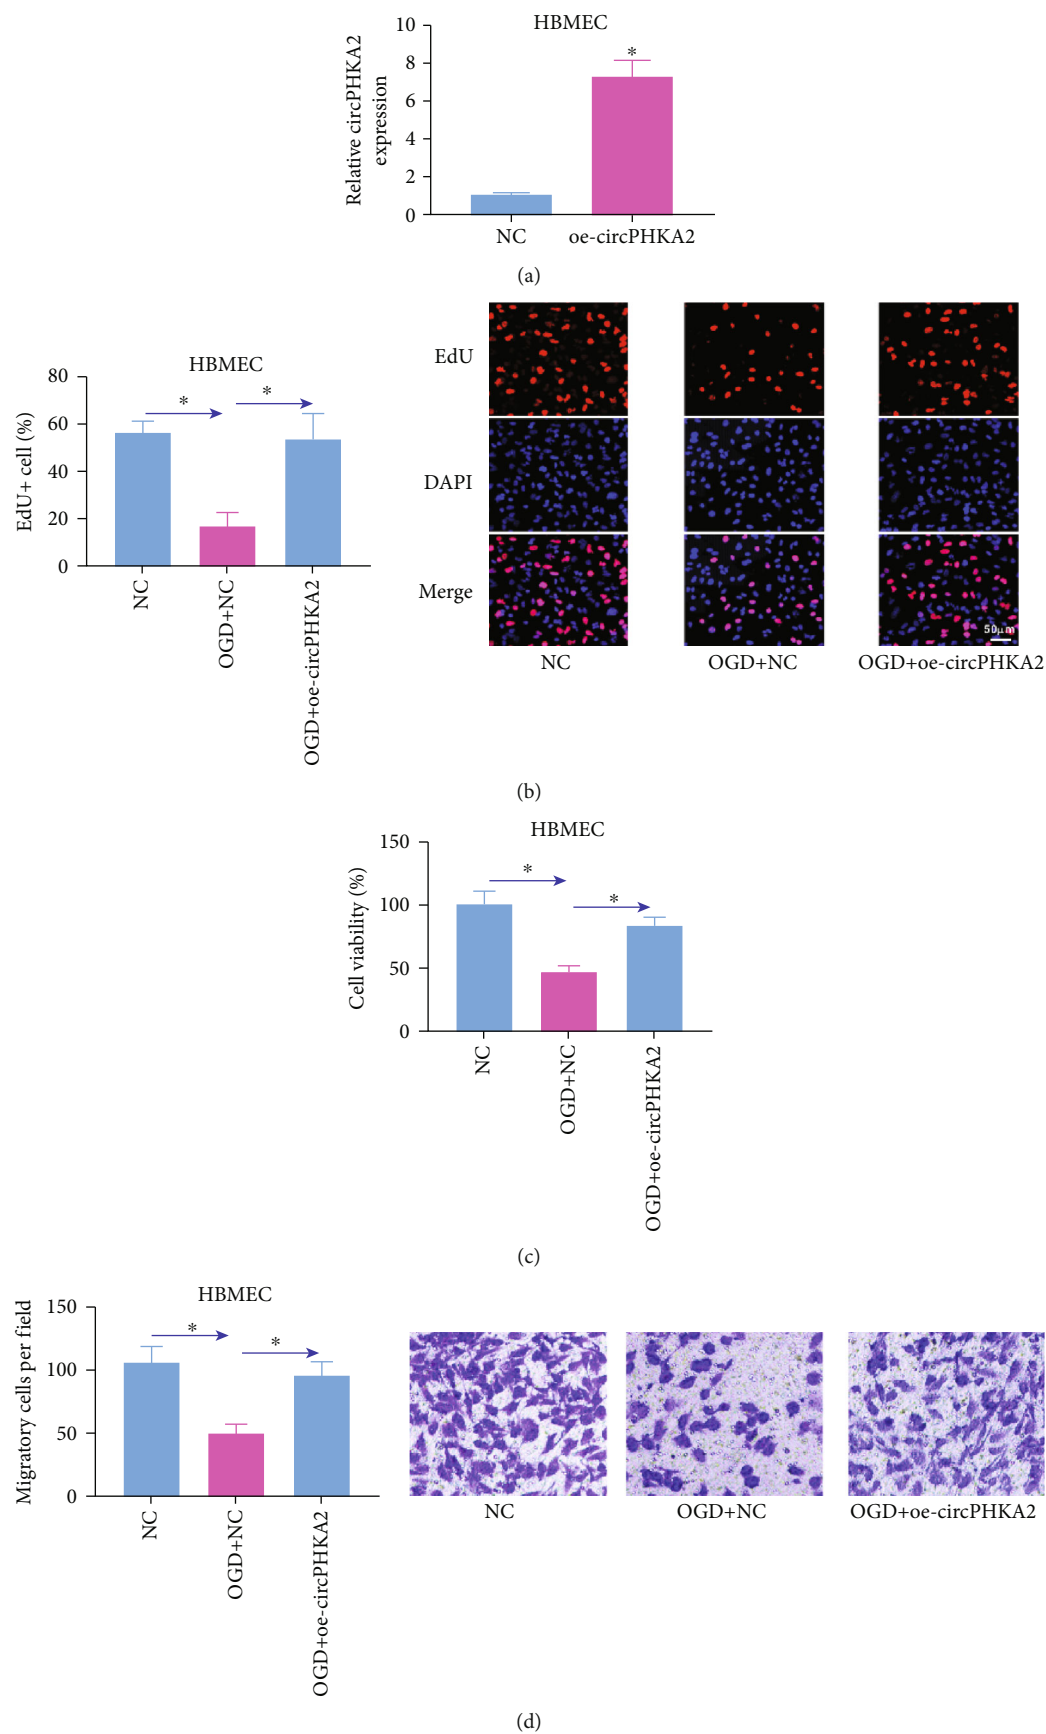 HBMEC
Relative circPHKA2
expression
10
8
6
4
2
0
*
NC
oe-circPHKA2
(a)
HBMEC
EdU+ cell (%)
80
60
40
20
0
*
*
NC
OGD+NC
OGD+oe-circPHKA2
EdU
DAPI
Merge
50μm
NC
OGD+NC
OGD+oe-circPHKA2
(b)
HBMEC
Cell viability (%)
150
100
50
0
*
*
NC
OGD+NC
OGD+oe-circPHKA2
(c)
HBMEC
Migratory cells per field
150
100
50
0
*
*
NC
OGD+NC
OGD+oe-circPHKA2
NC
OGD+NC
OGD+oe-circPHKA2
(d)